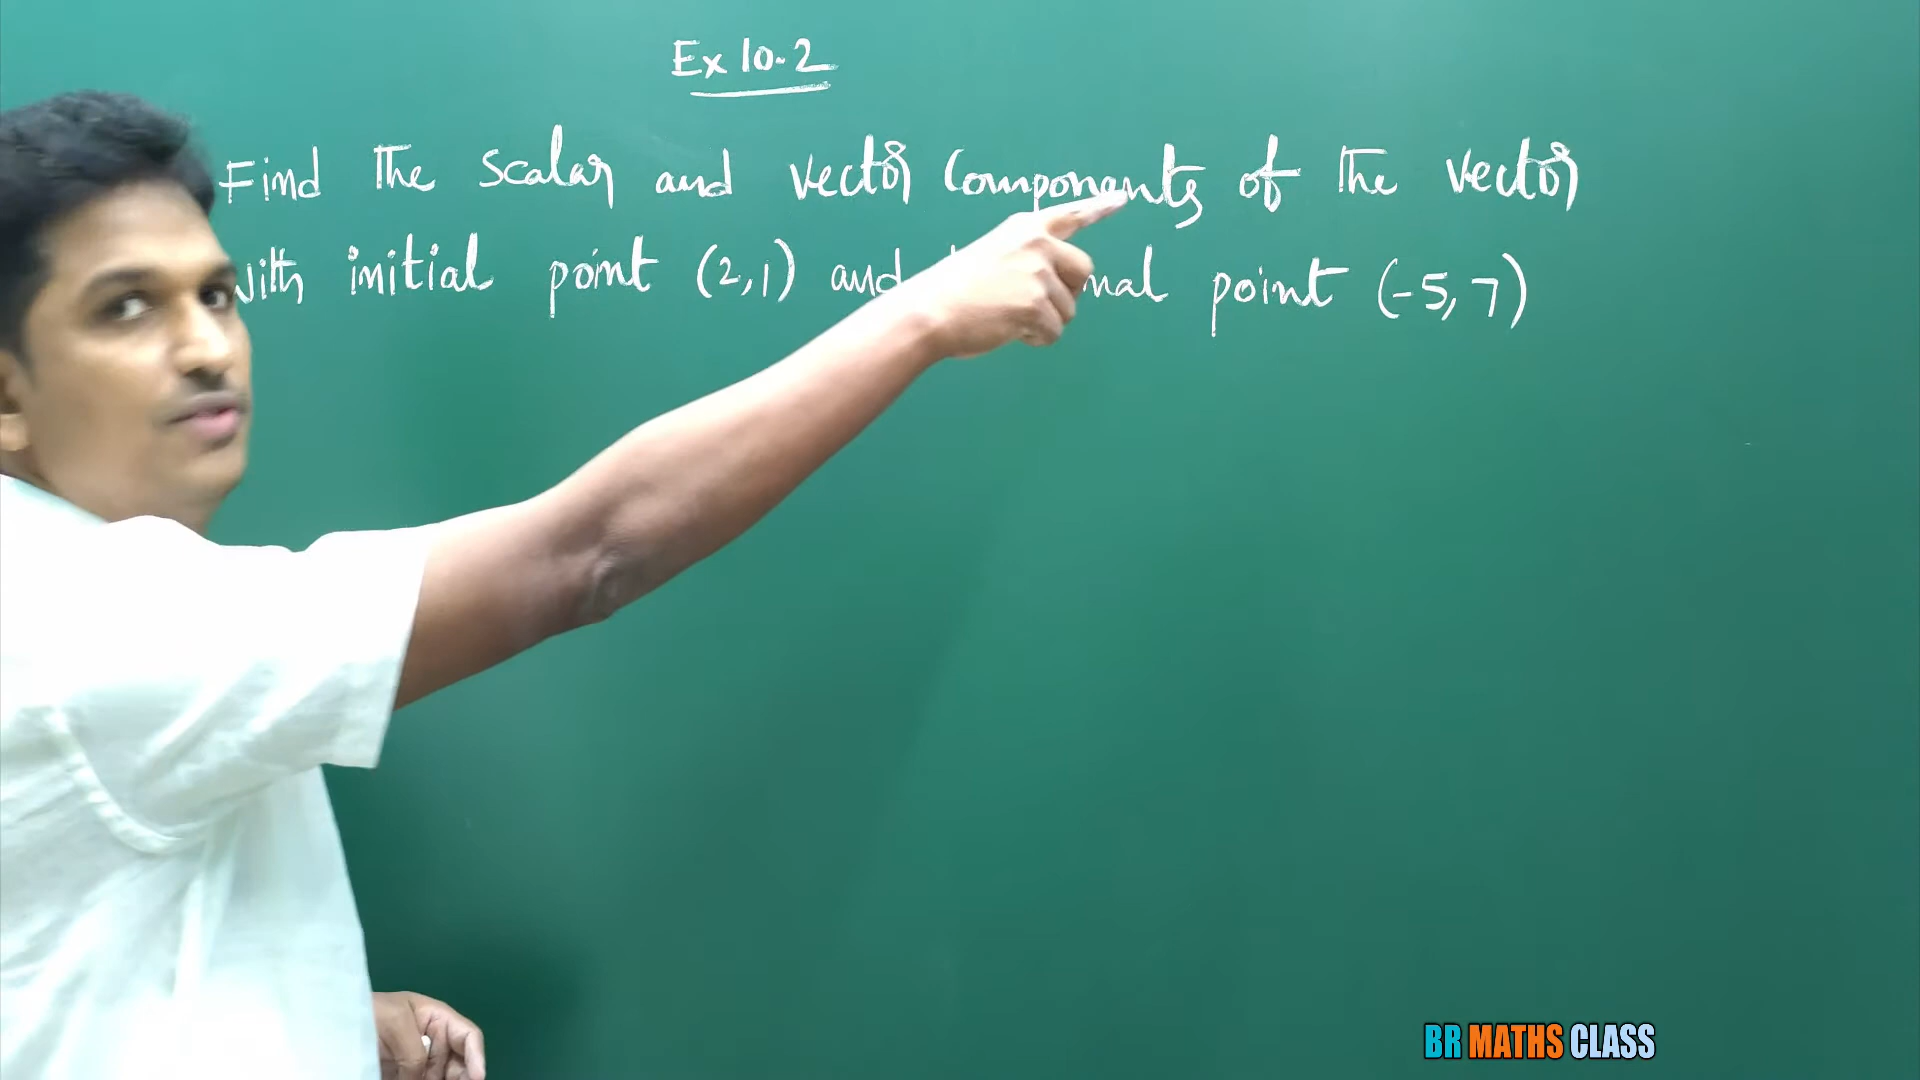 Ex 10.2
Find the scalar and vector components of the vector
with initial point (2,1) and point (-5,7)
BR MATHS CLASS